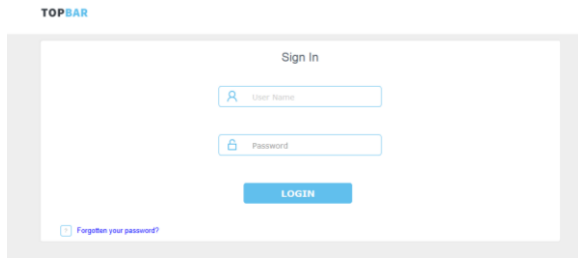 TOPBAR
Sign In
User Name
Password
LOGIN
? Forgotten your password?